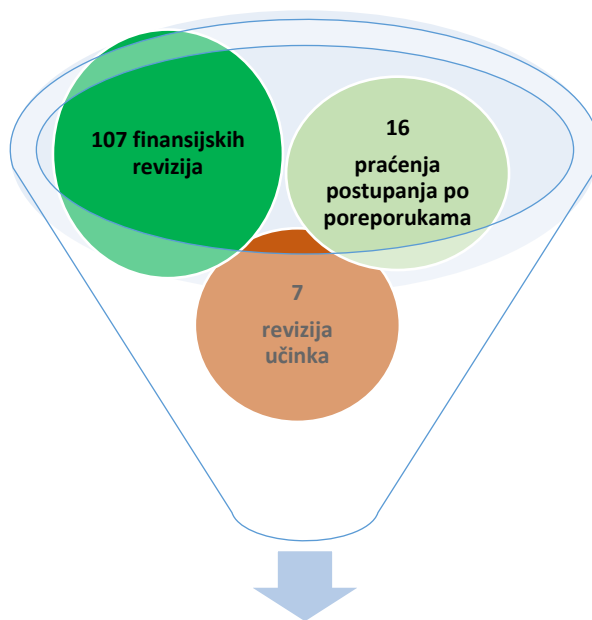 107 finansijskih
revizija
16
praćenja
postupanja po
poreporukama
7
revizija
učinka